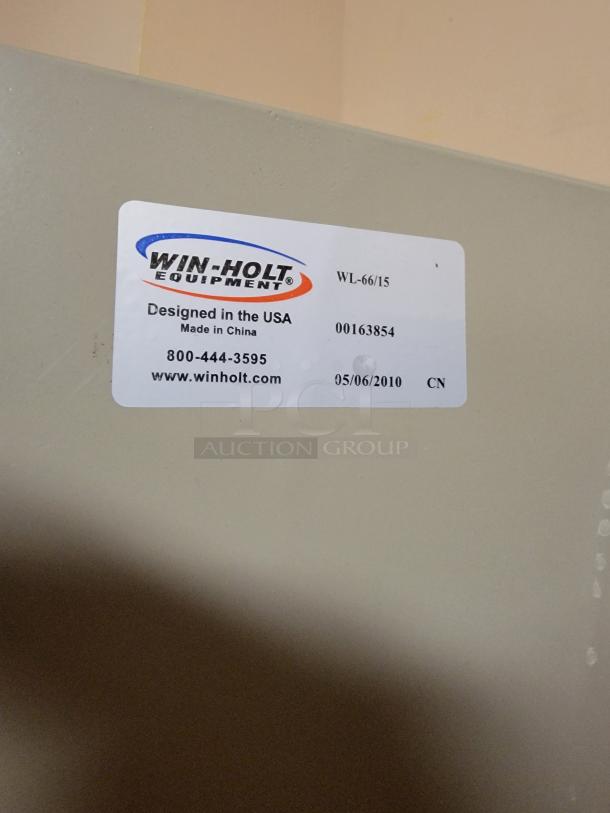 WIN-HOLT®
EQUIPMENT
Designed in the USA
Made in China
800-444-3595
www.winholt.com
WL-66/15
00163854
05/06/2010 CN
PCI
AUCTION GROUP